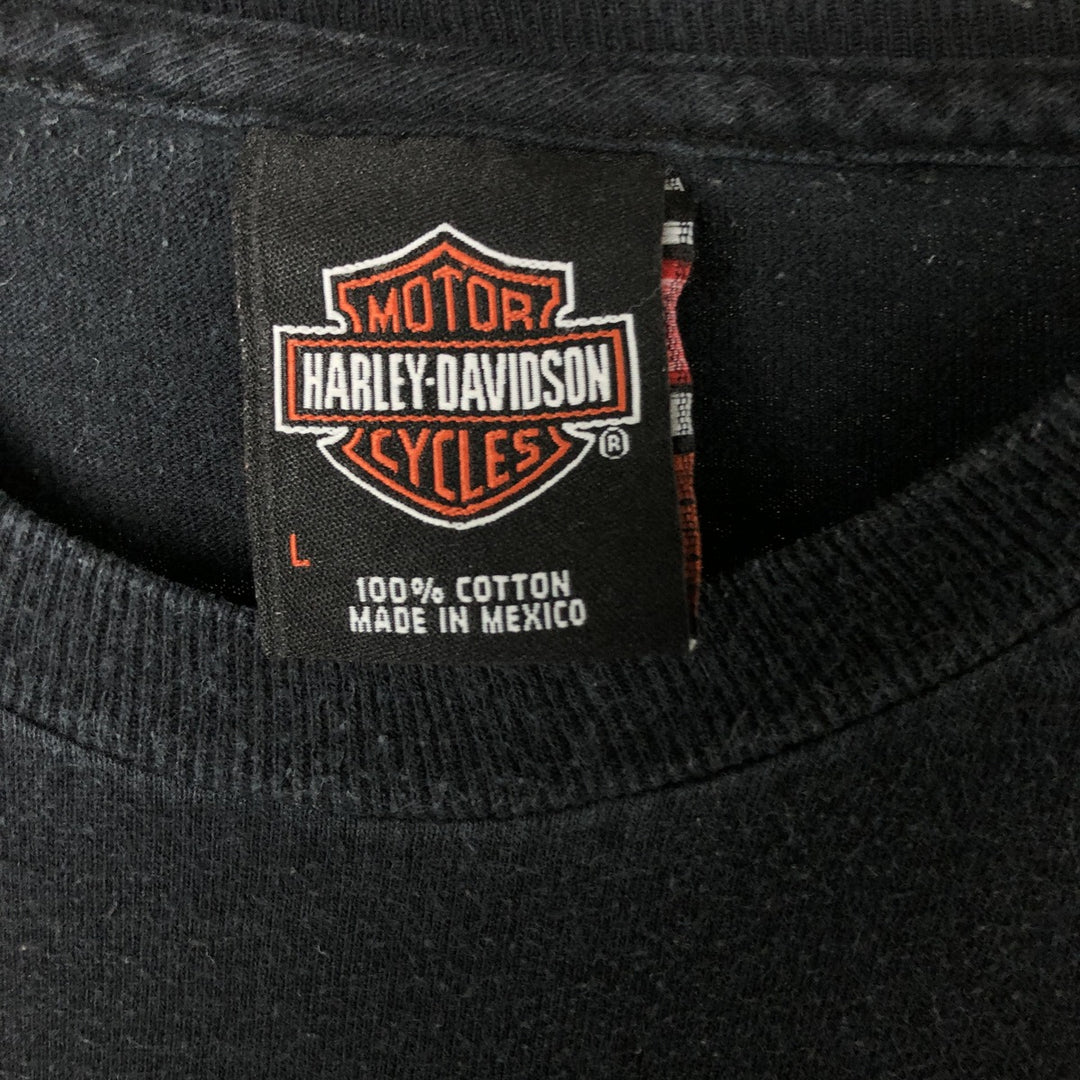 MOTOR
HARLEY-DAVIDSON
CYCLES
®
L
100% COTTON
MADE IN MEXICO